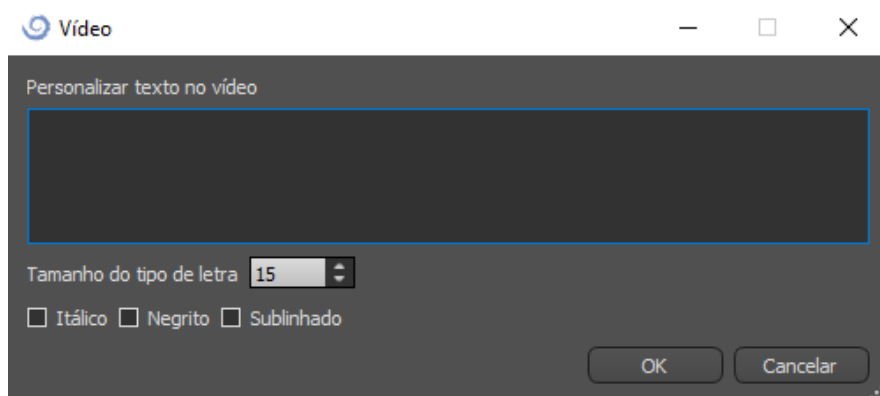 Vídeo
Personalizar texto no vídeo
Tamanho do tipo de letra 15
Itálico Negrito Sublinhado
OK Cancelar